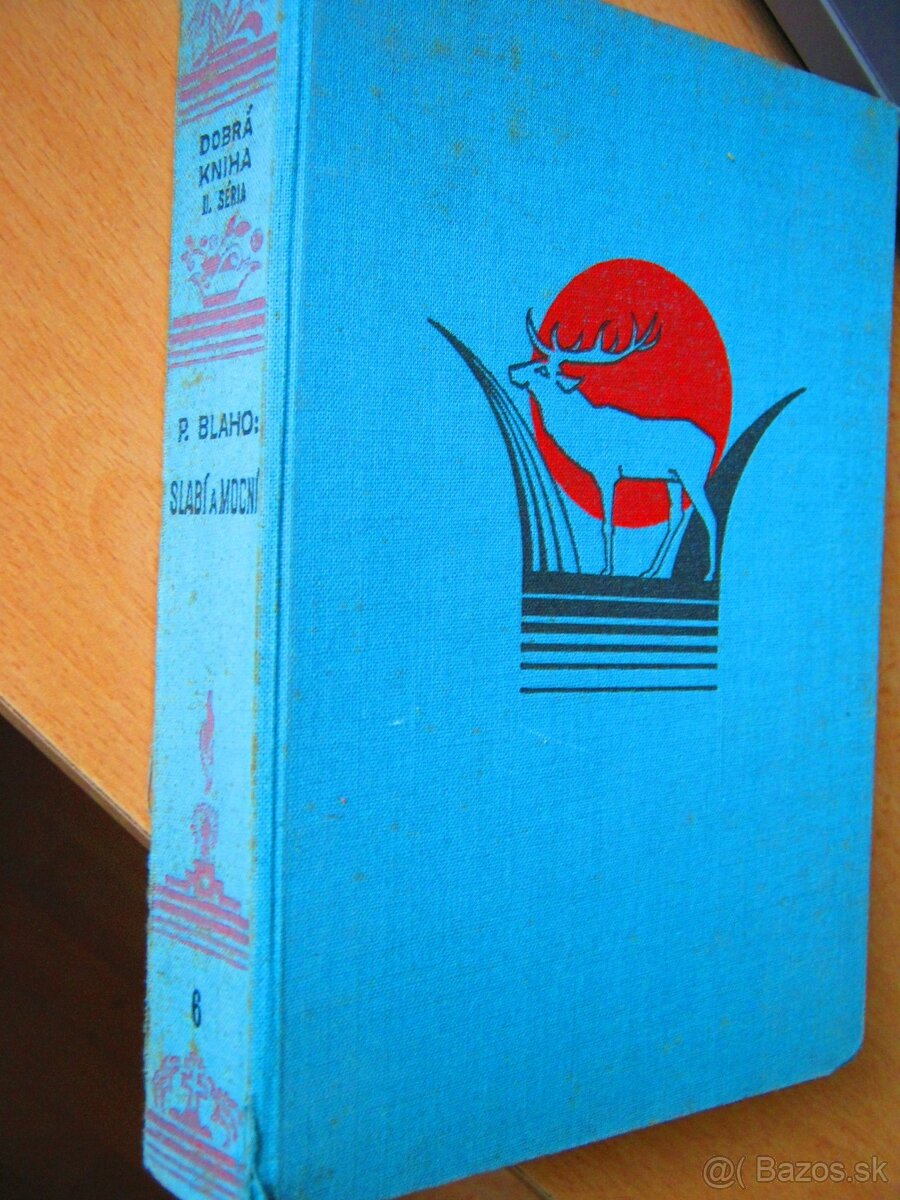 DOBRÁ
KNIHA
II. SÉRIA
P. BLAHO:
SLABÍ A MOCNÍ
6
@( Bazos.sk